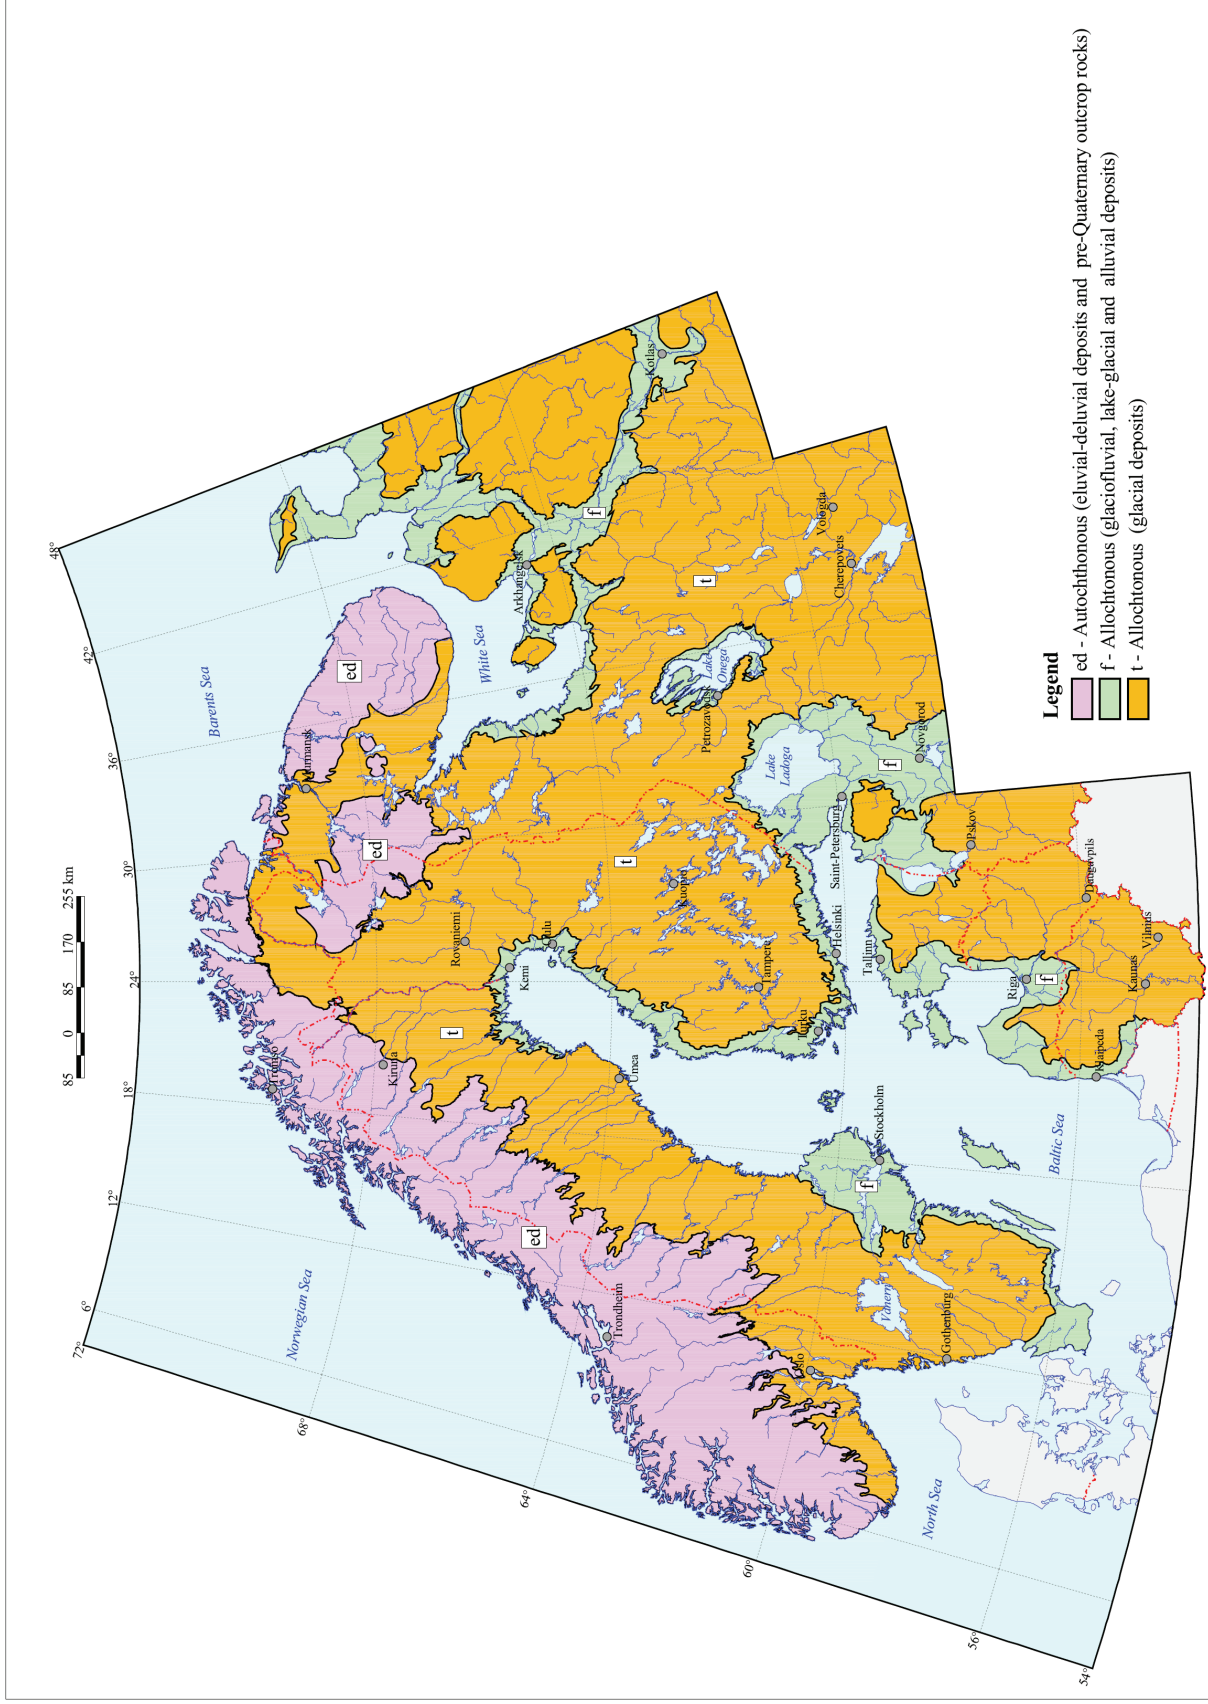 48°
42°
36°
30°
24°
18°
12°
6°
72°
68°
64°
60°
56°
54°
85 0 85 170 255 km
Barents Sea
White Sea
Norwegian Sea
North Sea
Baltic Sea
Lake
Onega
Lake
Ladoga
Vänern
Murmansk
Arkhangelsk
Kotlas
Vologda
Cherepovets
Petrozavodsk
Novgorod
Saint-Petersburg
Pskov
Daugavpils
Vilnius
Kaunas
Klaipeda
Riga
Tallinn
Helsinki
Turku
Tampere
Kuopio
Oulu
Kemi
Rovaniemi
Kiruna
Tromso
Umea
Stockholm
Gothenburg
Oslo
Trondheim
ed
ed
ed
f
f
f
f
t
t
t
Legend
ed - Autochthonous (eluvial-deluvial deposits and pre-Quaternary outcrop rocks)
f - Allochtonous (glaciofluvial, lake-glacial and alluvial deposits)
t - Allochtonous (glacial deposits)